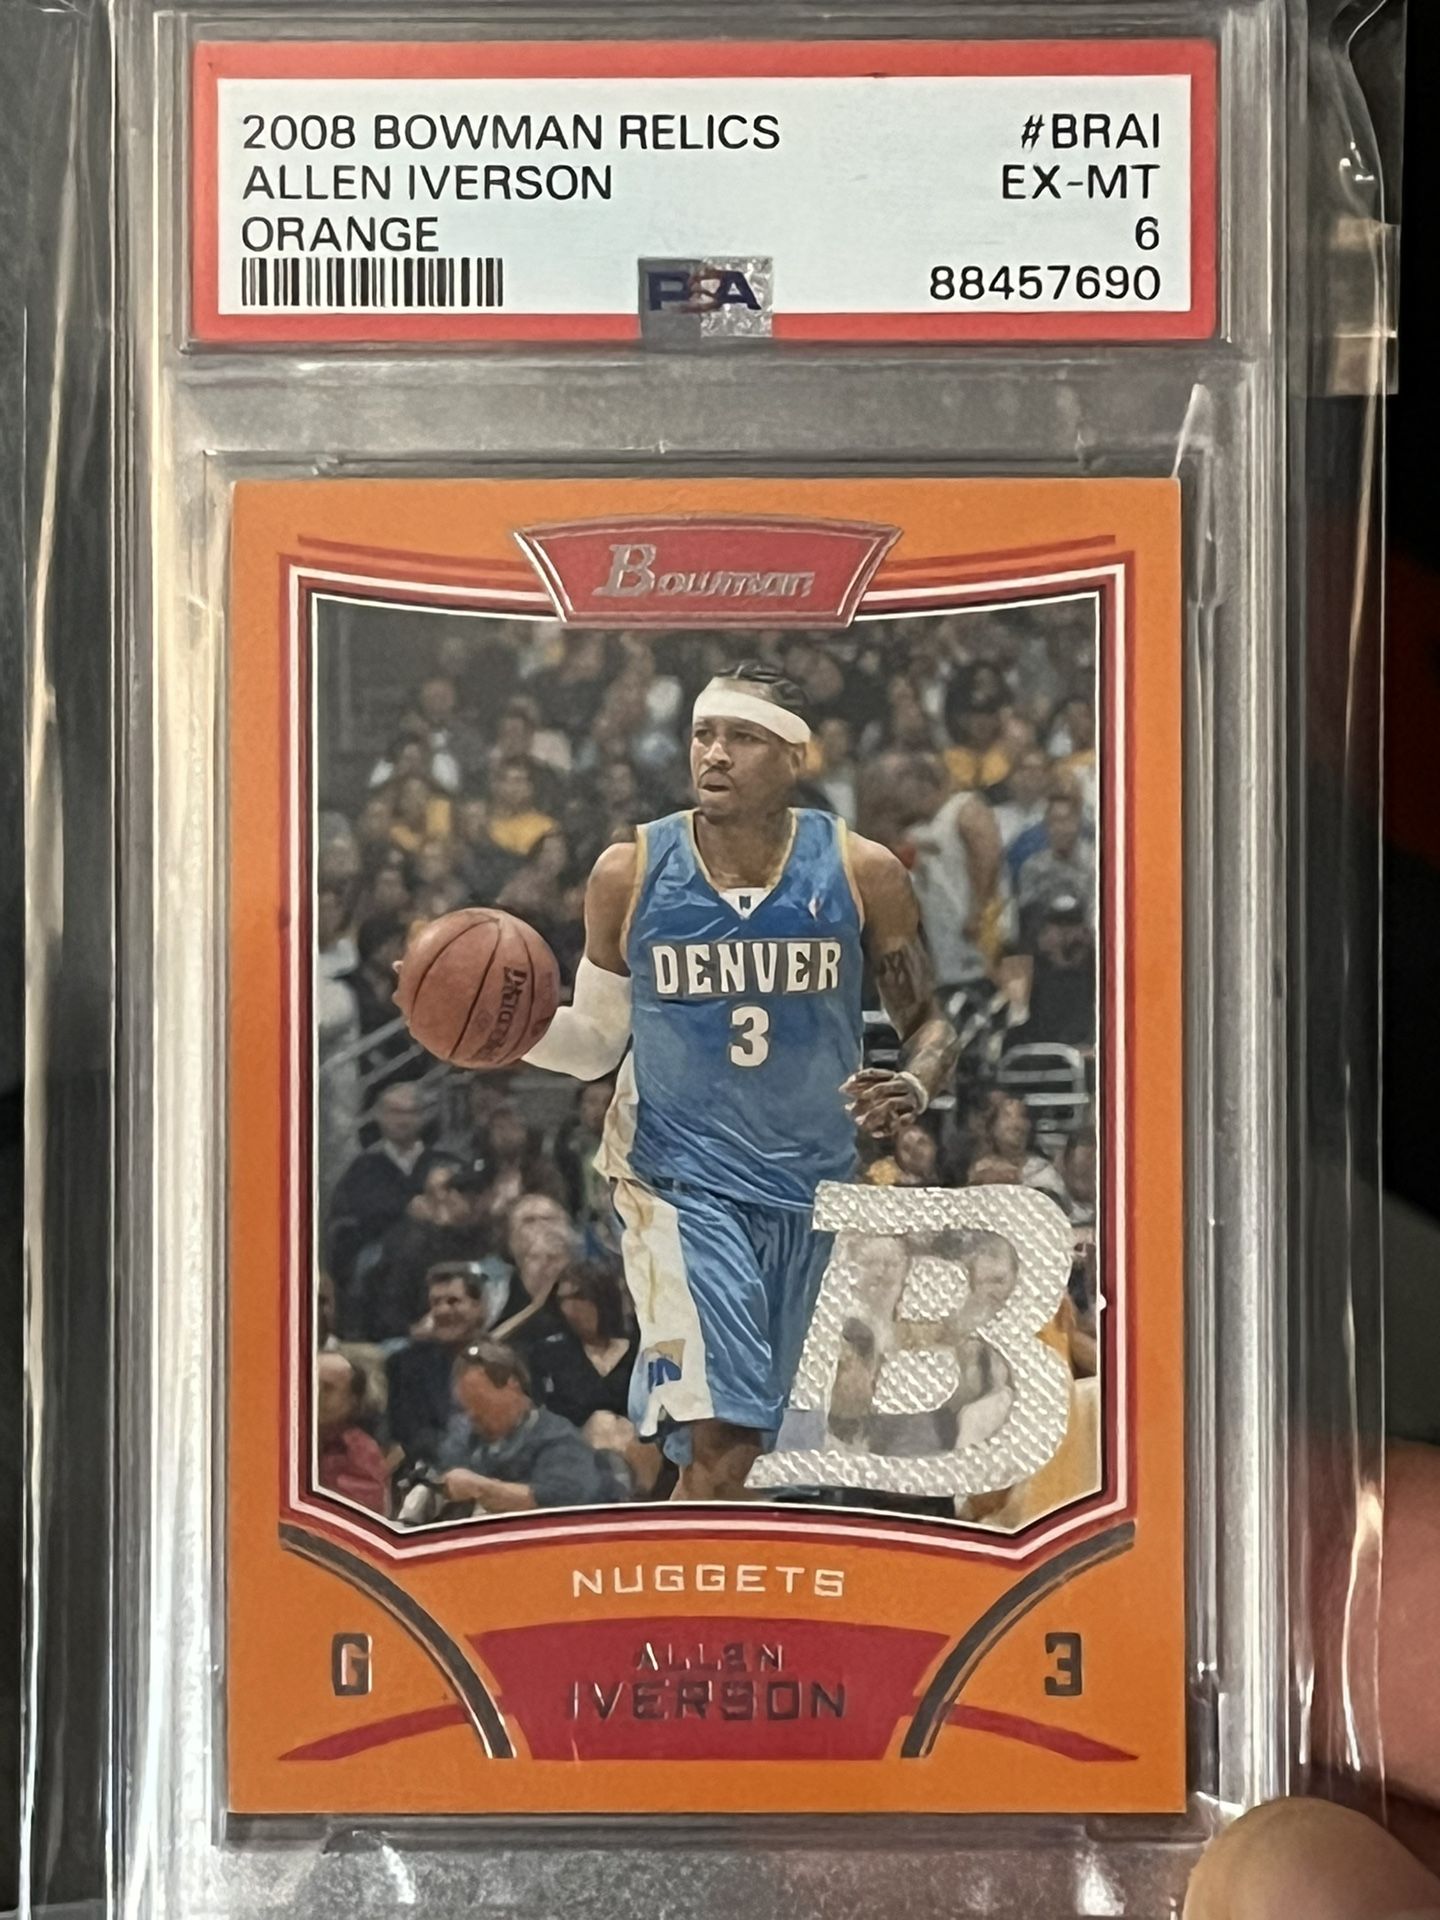 2008 BOWMAN RELICS #BRAI
ALLEN IVERSON EX-MT
ORANGE 6
PSA 88457690
Bowman
DENVER
3
B
NUGGETS
G ALLEN 3
IVERSON